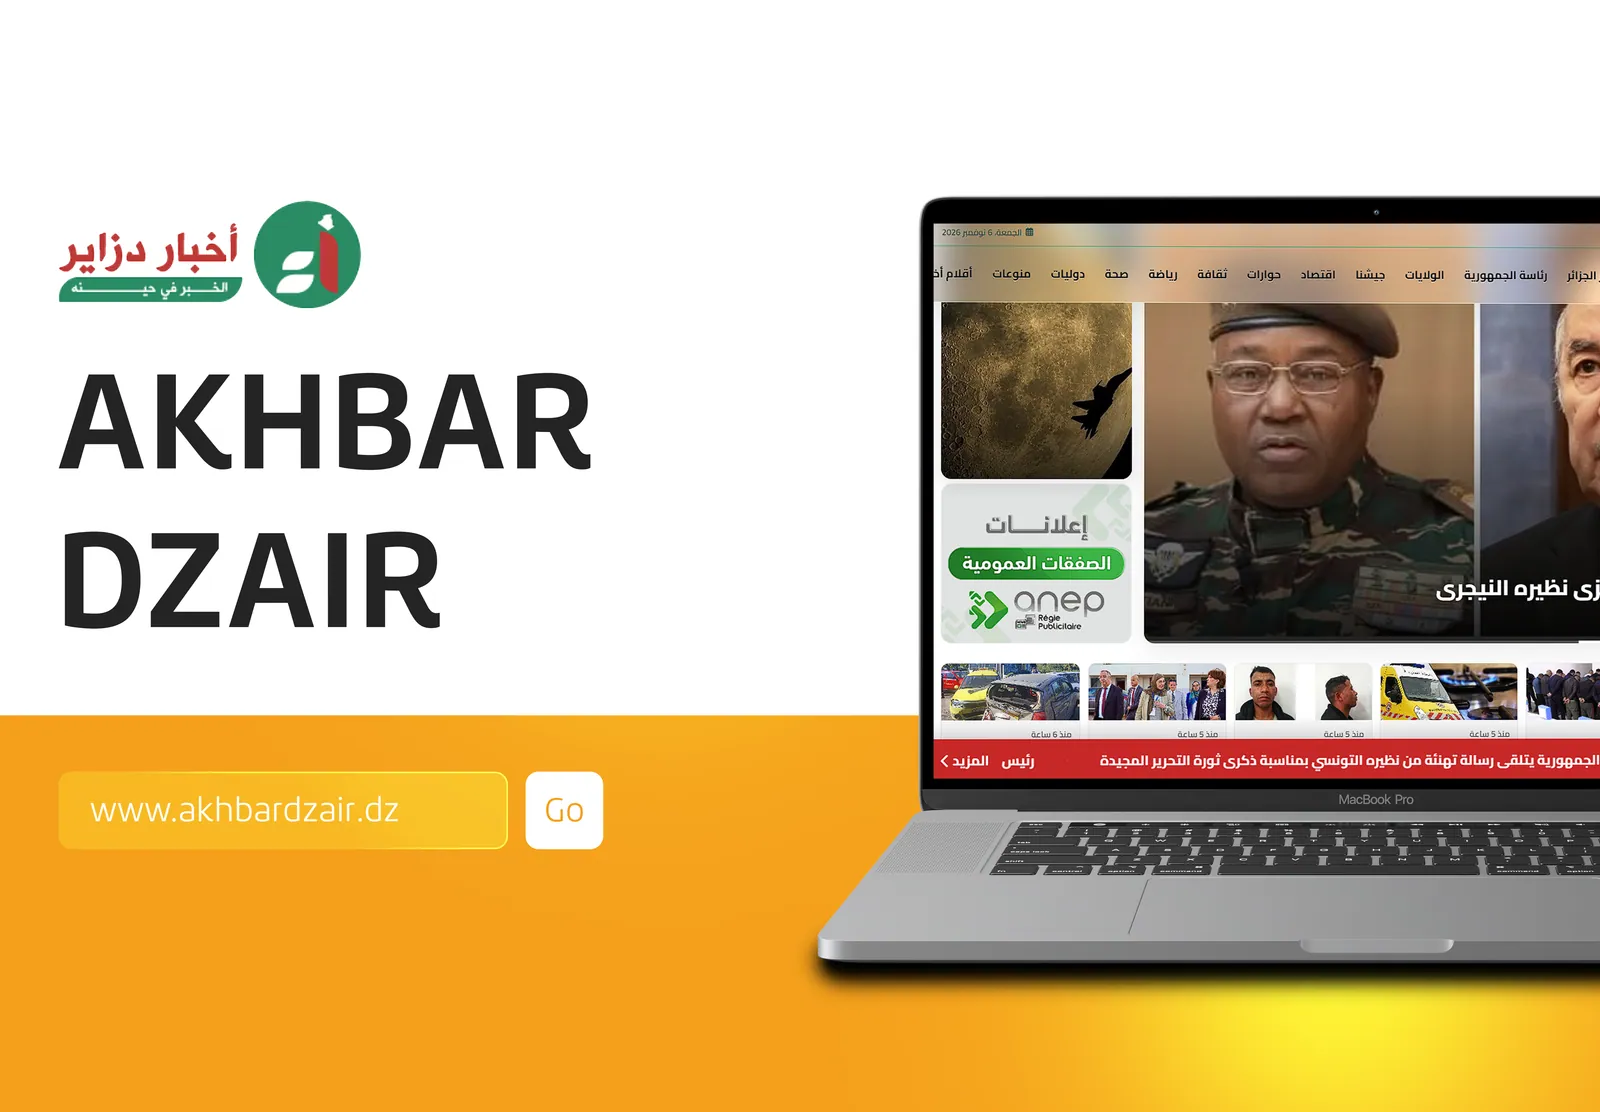 أخبار دزاير
الخبر في حينه
AKHBAR
DZAIR
www.akhbardzair.dz
Go
الجمعة، 6 نوفمبر 2026
الجزائر رئاسة الجمهورية الولايات جيشنا اقتصاد حوارات ثقافة رياضة صحة دوليات منوعات أقلام
إعلانات
الصفقات العمومية
anep
Régie
Publicitaire
نظيره النيجري
منذ 5 ساعة
منذ 5 ساعة
منذ 5 ساعة
منذ 6 ساعة
الجمهورية يتلقى رسالة تهنئة من نظيره التونسي بمناسبة ذكرى ثورة التحرير المجيدة
رئيس
المزيد
MacBook Pro